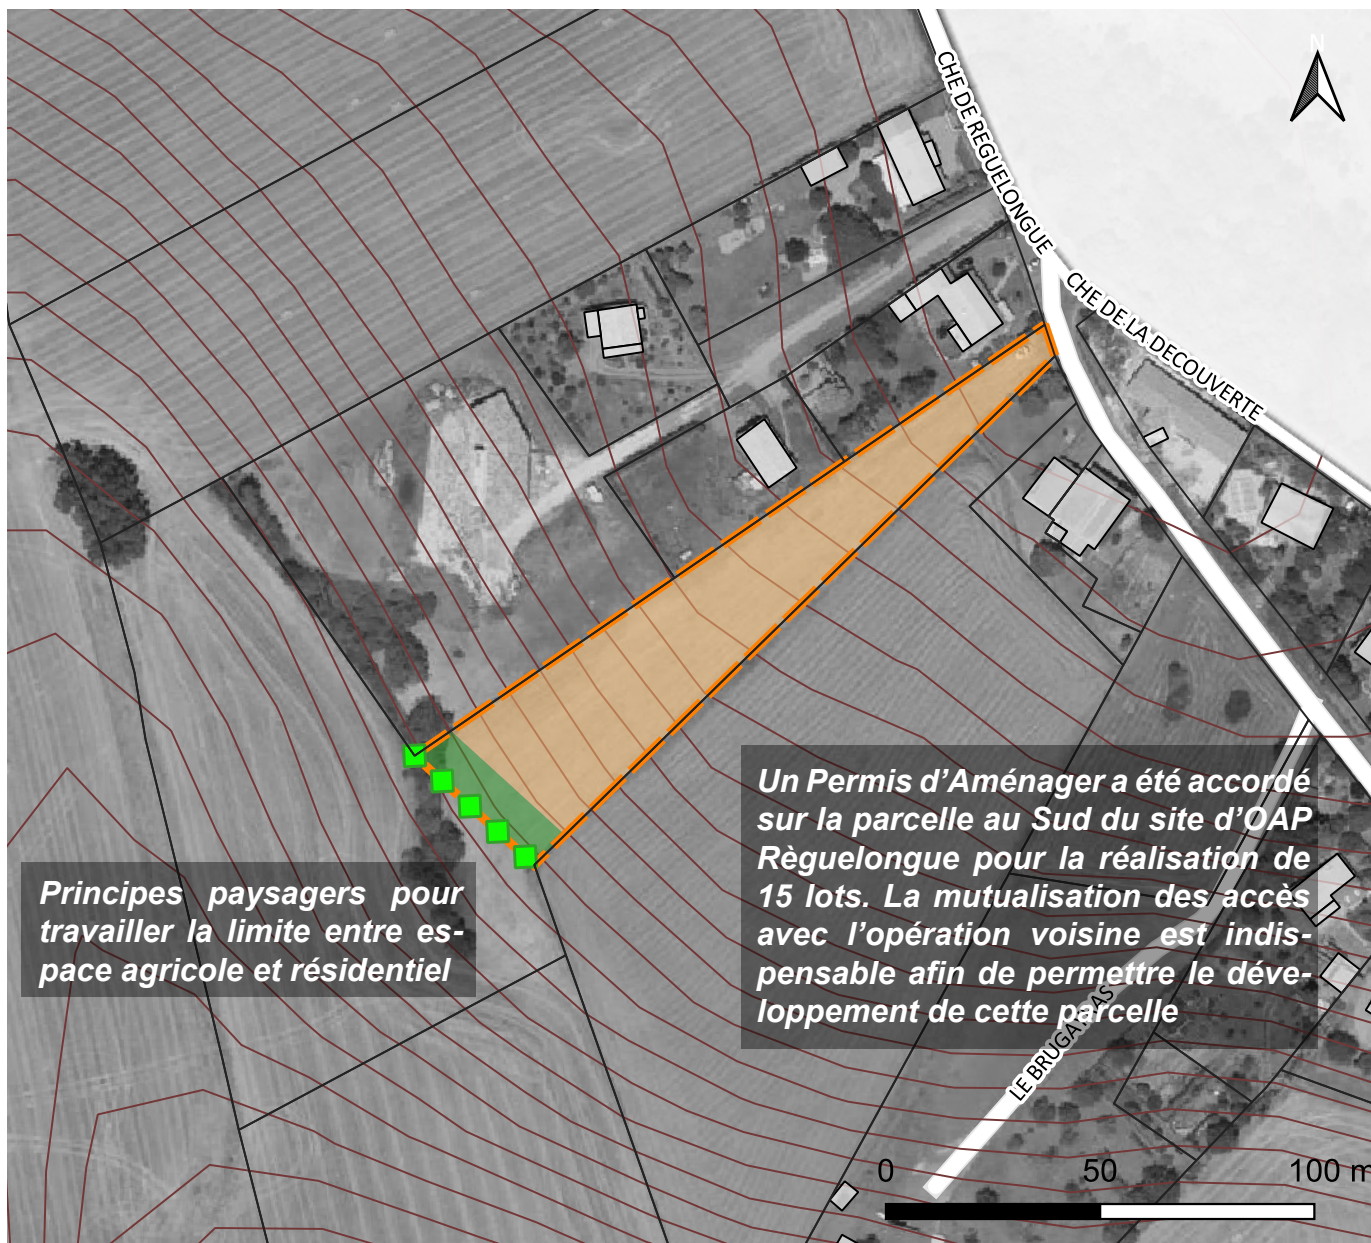 N
CHE DE REGUELONGUE
CHE DE LA DECOUVERTE
Un Permis d'Aménager a été accordé
sur la parcelle au Sud du site d'OAP
Règuelongue pour la réalisation de
15 lots. La mutualisation des accès
avec l'opération voisine est indis-
pensable afin de permettre le déve-
loppement de cette parcelle
Principes paysagers pour
travailler la limite entre es-
pace agricole et résidentiel
0 50 100 m